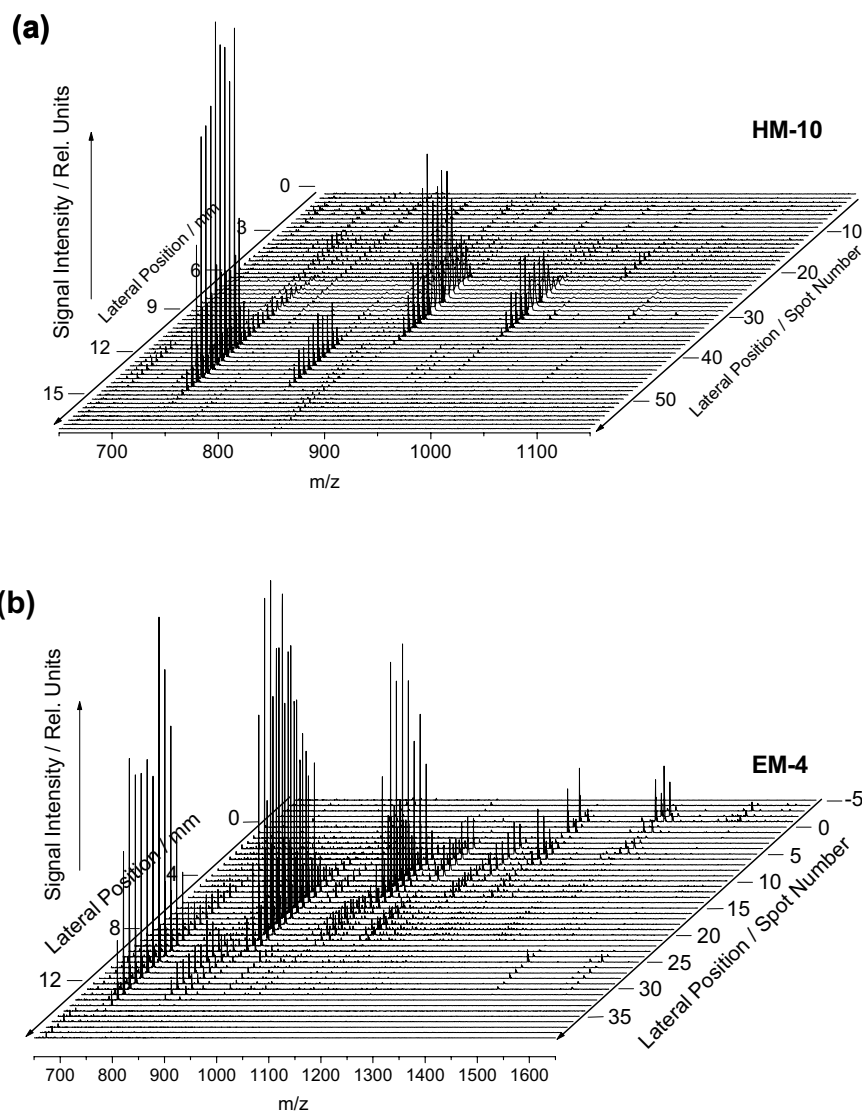 (a)
HM-10
Signal Intensity / Rel. Units
Lateral Position / mm
0
3
6
9
12
15
10
20
30
40
50
Lateral Position / Spot Number
700 800 900 1000 1100
m/z
(b)
EM-4
Signal Intensity / Rel. Units
Lateral Position / mm
0
4
8
12
-5
0
5
10
15
20
25
30
35
Lateral Position / Spot Number
700 800 900 1000 1100 1200 1300 1400 1500 1600
m/z